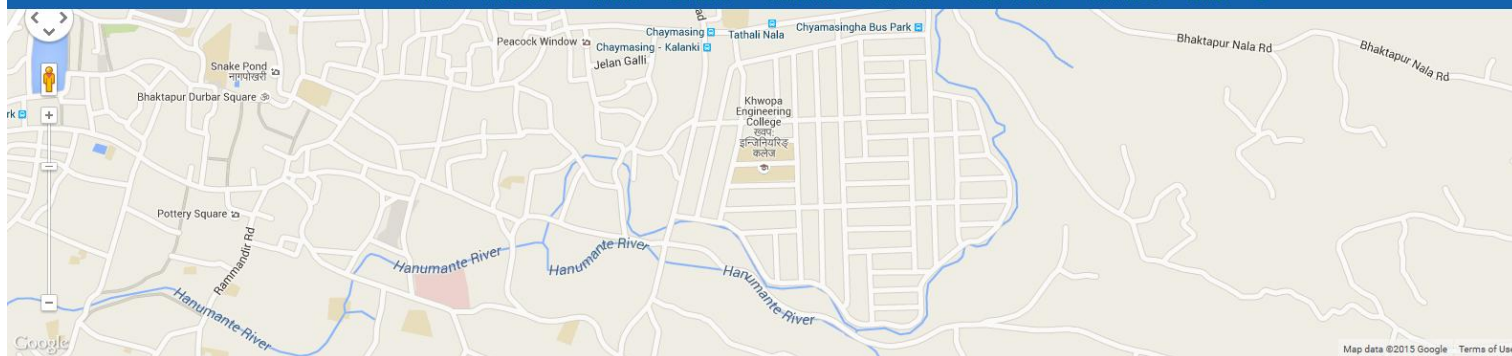 ad
Chaymasing
Tathali Nala
Chyamasingha Bus Park
Peacock Window
Chaymasing - Kalanki
Jelan Galli
Bhaktapur Nala Rd
Bhaktapur Nala Rd
Snake Pond
नागपोखरी
Bhaktapur Durbar Square
rk
Khwopa
Engineering
College
ख्वप:
इन्जिनियरिङ्ग
कलेज
Pottery Square
Rammandir Rd
Hanumante River
Hanumante River
Hanumante River
Hanumante River
Google
Map data ©2015 Google
Terms of Use